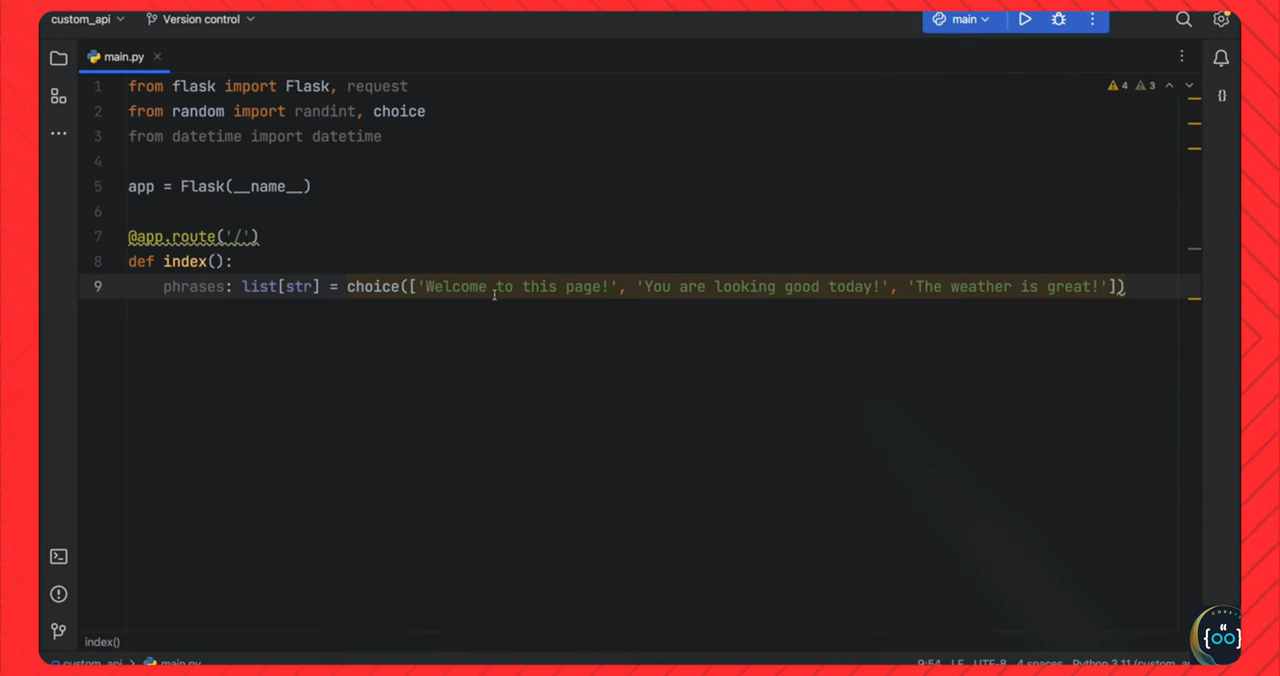 custom_api
Version control
main
main.py
4
3
1 from flask import Flask, request
2 from random import randint, choice
3 from datetime import datetime
4
5 app = Flask(__name__)
6
7 @app.route('/')
8 def index():
9 phrases: list[str] = choice(['Welcome to this page!', 'You are looking good today!', 'The weather is great!'])
index()
custom_api
main.py
9:54 LF UTF-8 4 spaces Python 3.11